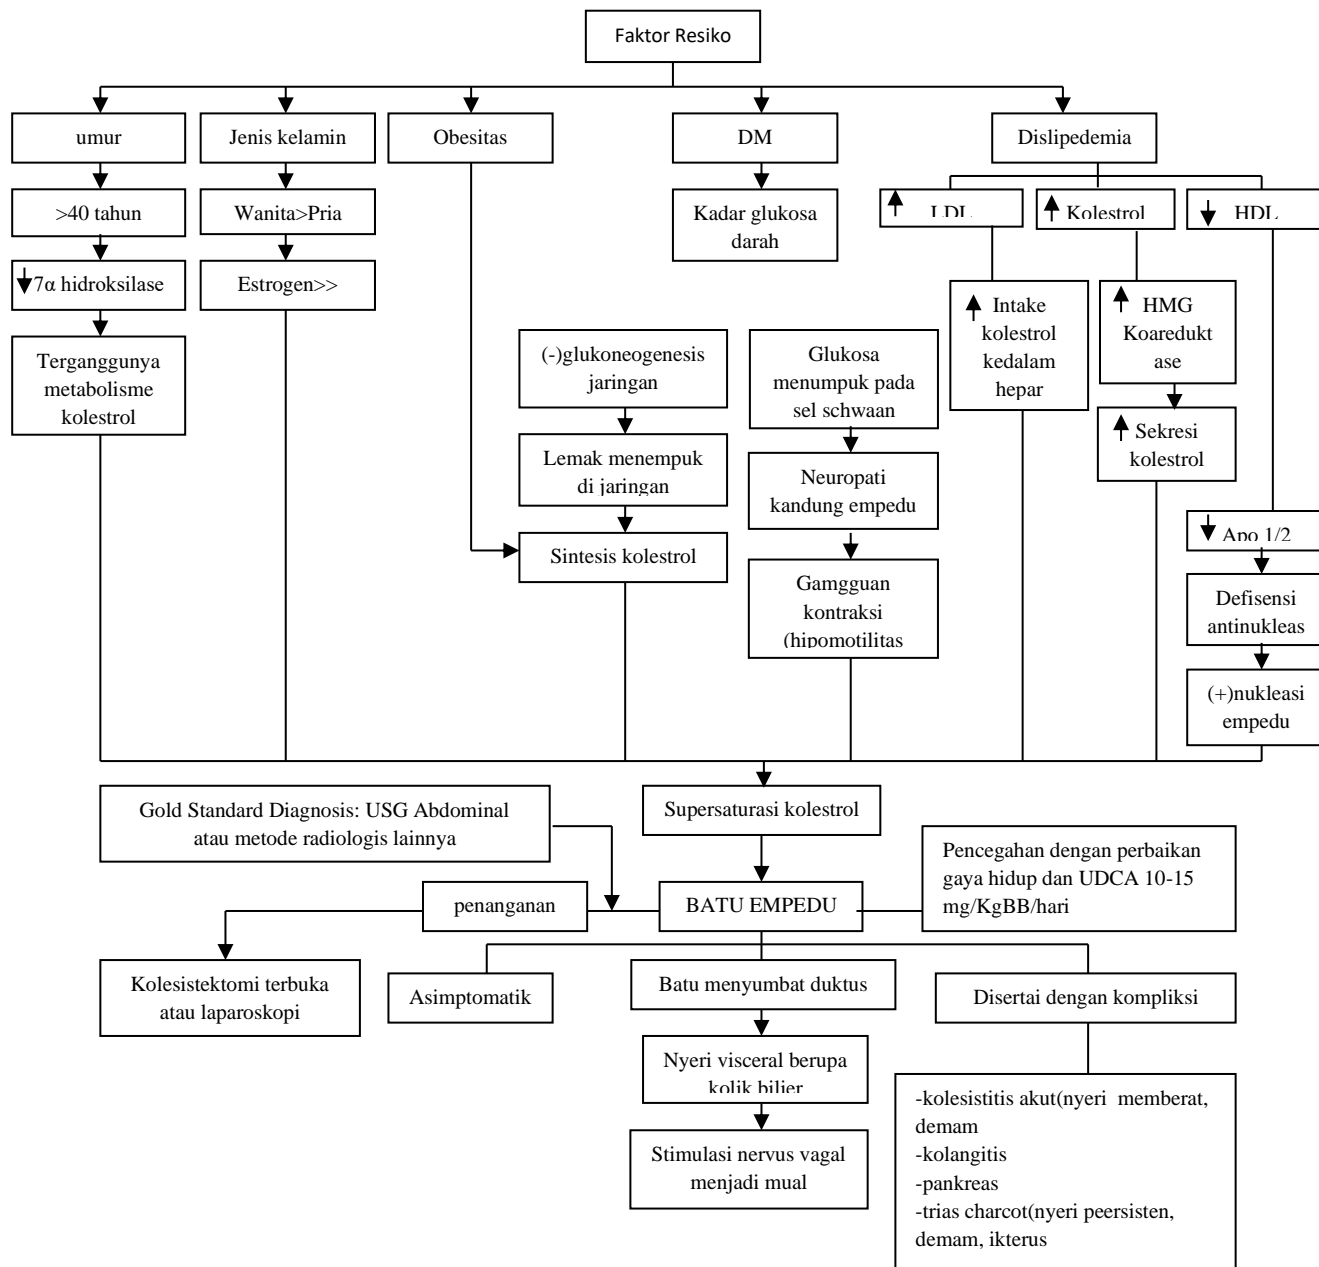 Faktor Resiko
umur
Jenis kelamin
Obesitas
DM
Dislipedemia
>40 tahun
Wanita>Pria
Kadar glukosa
darah
LDL
Kolestrol
HDL
7α hidroksilase
Estrogen>>
Intake
kolestrol
kedalam
hepar
HMG
Koaredukt
ase
Terganggunya
metabolisme
kolestrol
(-)glukoneogenesis
jaringan
Glukosa
menumpuk pada
sel schwaan
Sekresi
kolestrol
Lemak menempuk
di jaringan
Neuropati
kandung empedu
Sintesis kolestrol
Apo 1/2
Gamgguan
kontraksi
(hipomotilitas
Defisensi
antinukleas
(+)nukleasi
empedu
Gold Standard Diagnosis: USG Abdominal
atau metode radiologis lainnya
Supersaturasi kolestrol
Pencegahan dengan perbaikan
gaya hidup dan UDCA 10-15
mg/KgBB/hari
penanganan
BATU EMPEDU
Kolesistektomi terbuka
atau laparoskopi
Asimptomatik
Batu menyumbat duktus
Disertai dengan kompliksi
Nyeri visceral berupa
kolik bilier
Stimulasi nervus vagal
menjadi mual
-kolesistitis akut(nyeri memberat,
demam
-kolangitis
-pankreas
-trias charcot(nyeri peersisten,
demam, ikterus